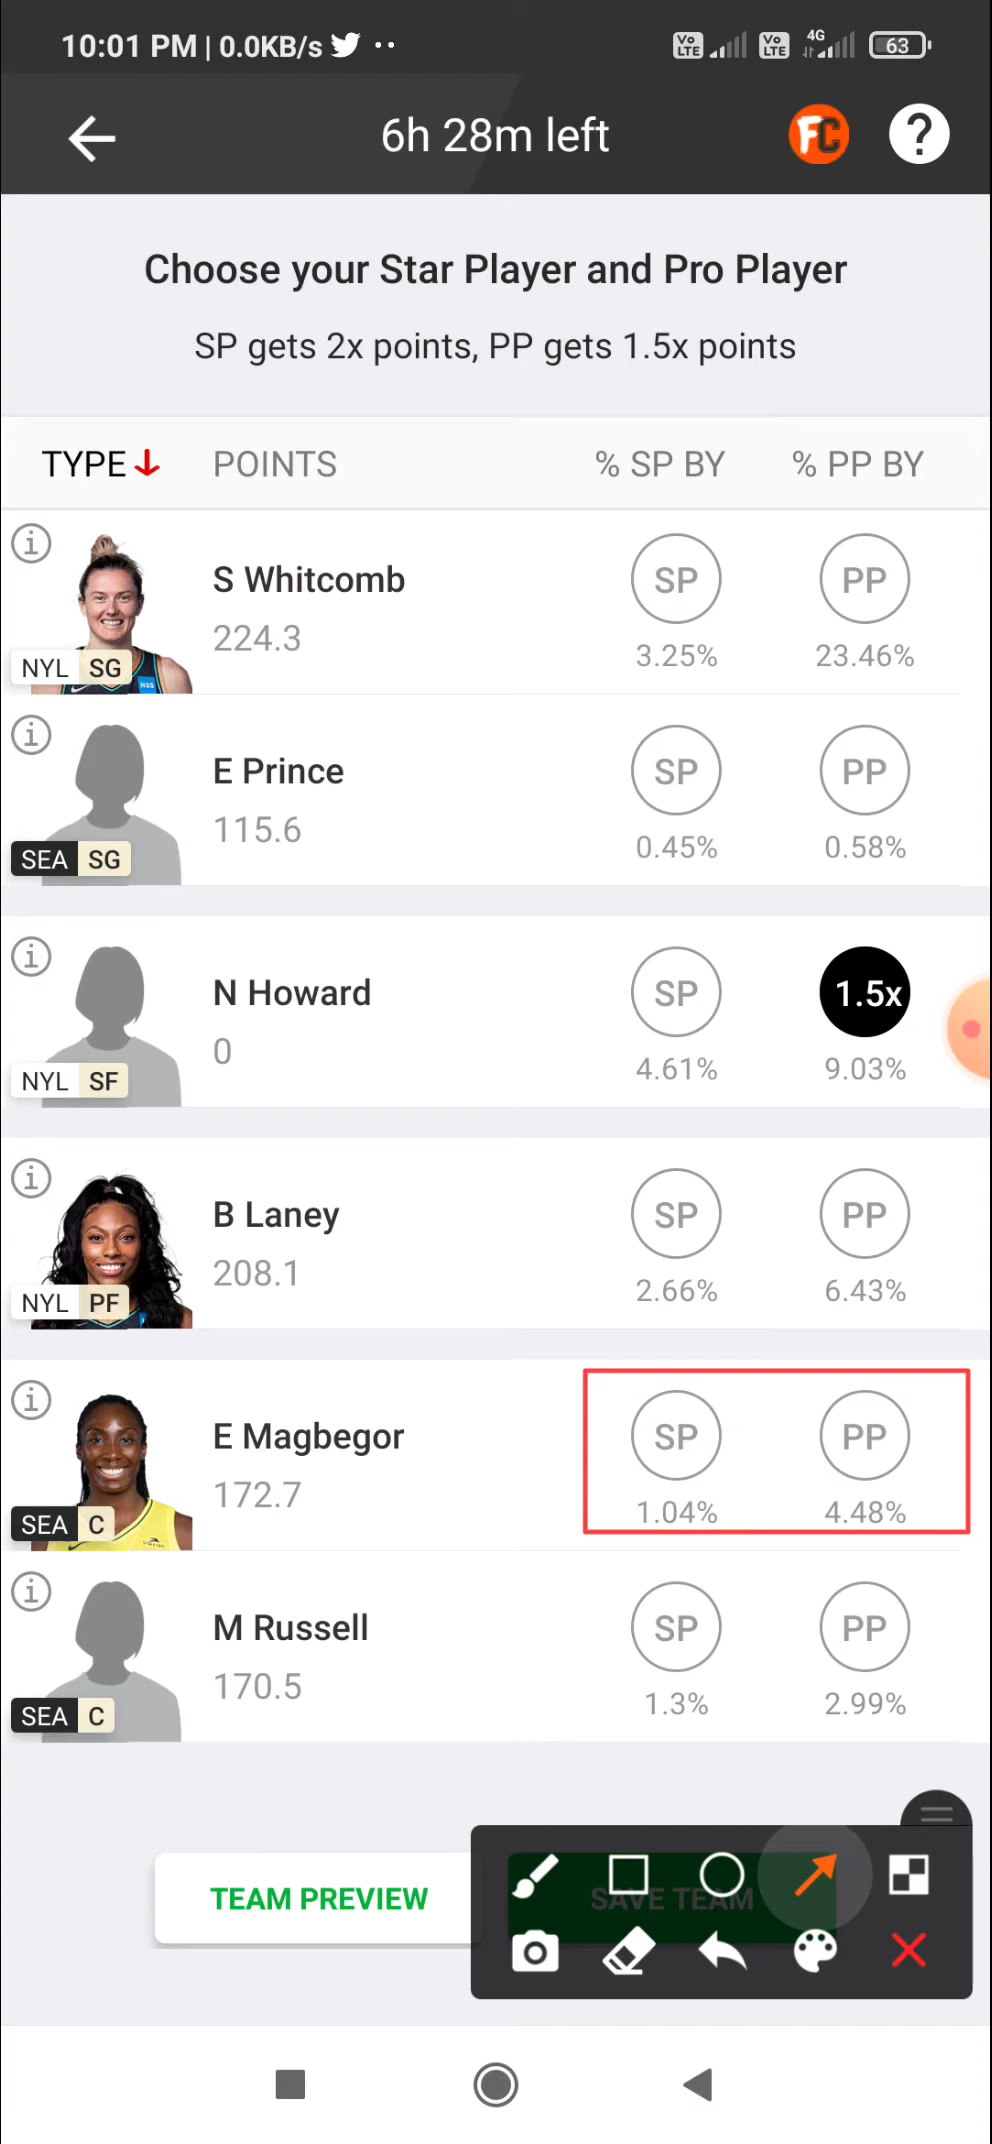 10:01 PM | 0.0KB/s
Vo LTE
Vo LTE
4G
63
6h 28m left
FC
?
Choose your Star Player and Pro Player
SP gets 2x points, PP gets 1.5x points
TYPE POINTS % SP BY % PP BY
S Whitcomb
224.3
NYL SG
SP
3.25%
PP
23.46%
E Prince
115.6
SEA SG
SP
0.45%
PP
0.58%
N Howard
0
NYL SF
SP
4.61%
1.5x
9.03%
B Laney
208.1
NYL PF
SP
2.66%
PP
6.43%
E Magbegor
172.7
SEA C
SP
1.04%
PP
4.48%
M Russell
170.5
SEA C
SP
1.3%
PP
2.99%
TEAM PREVIEW
SAVE TEAM